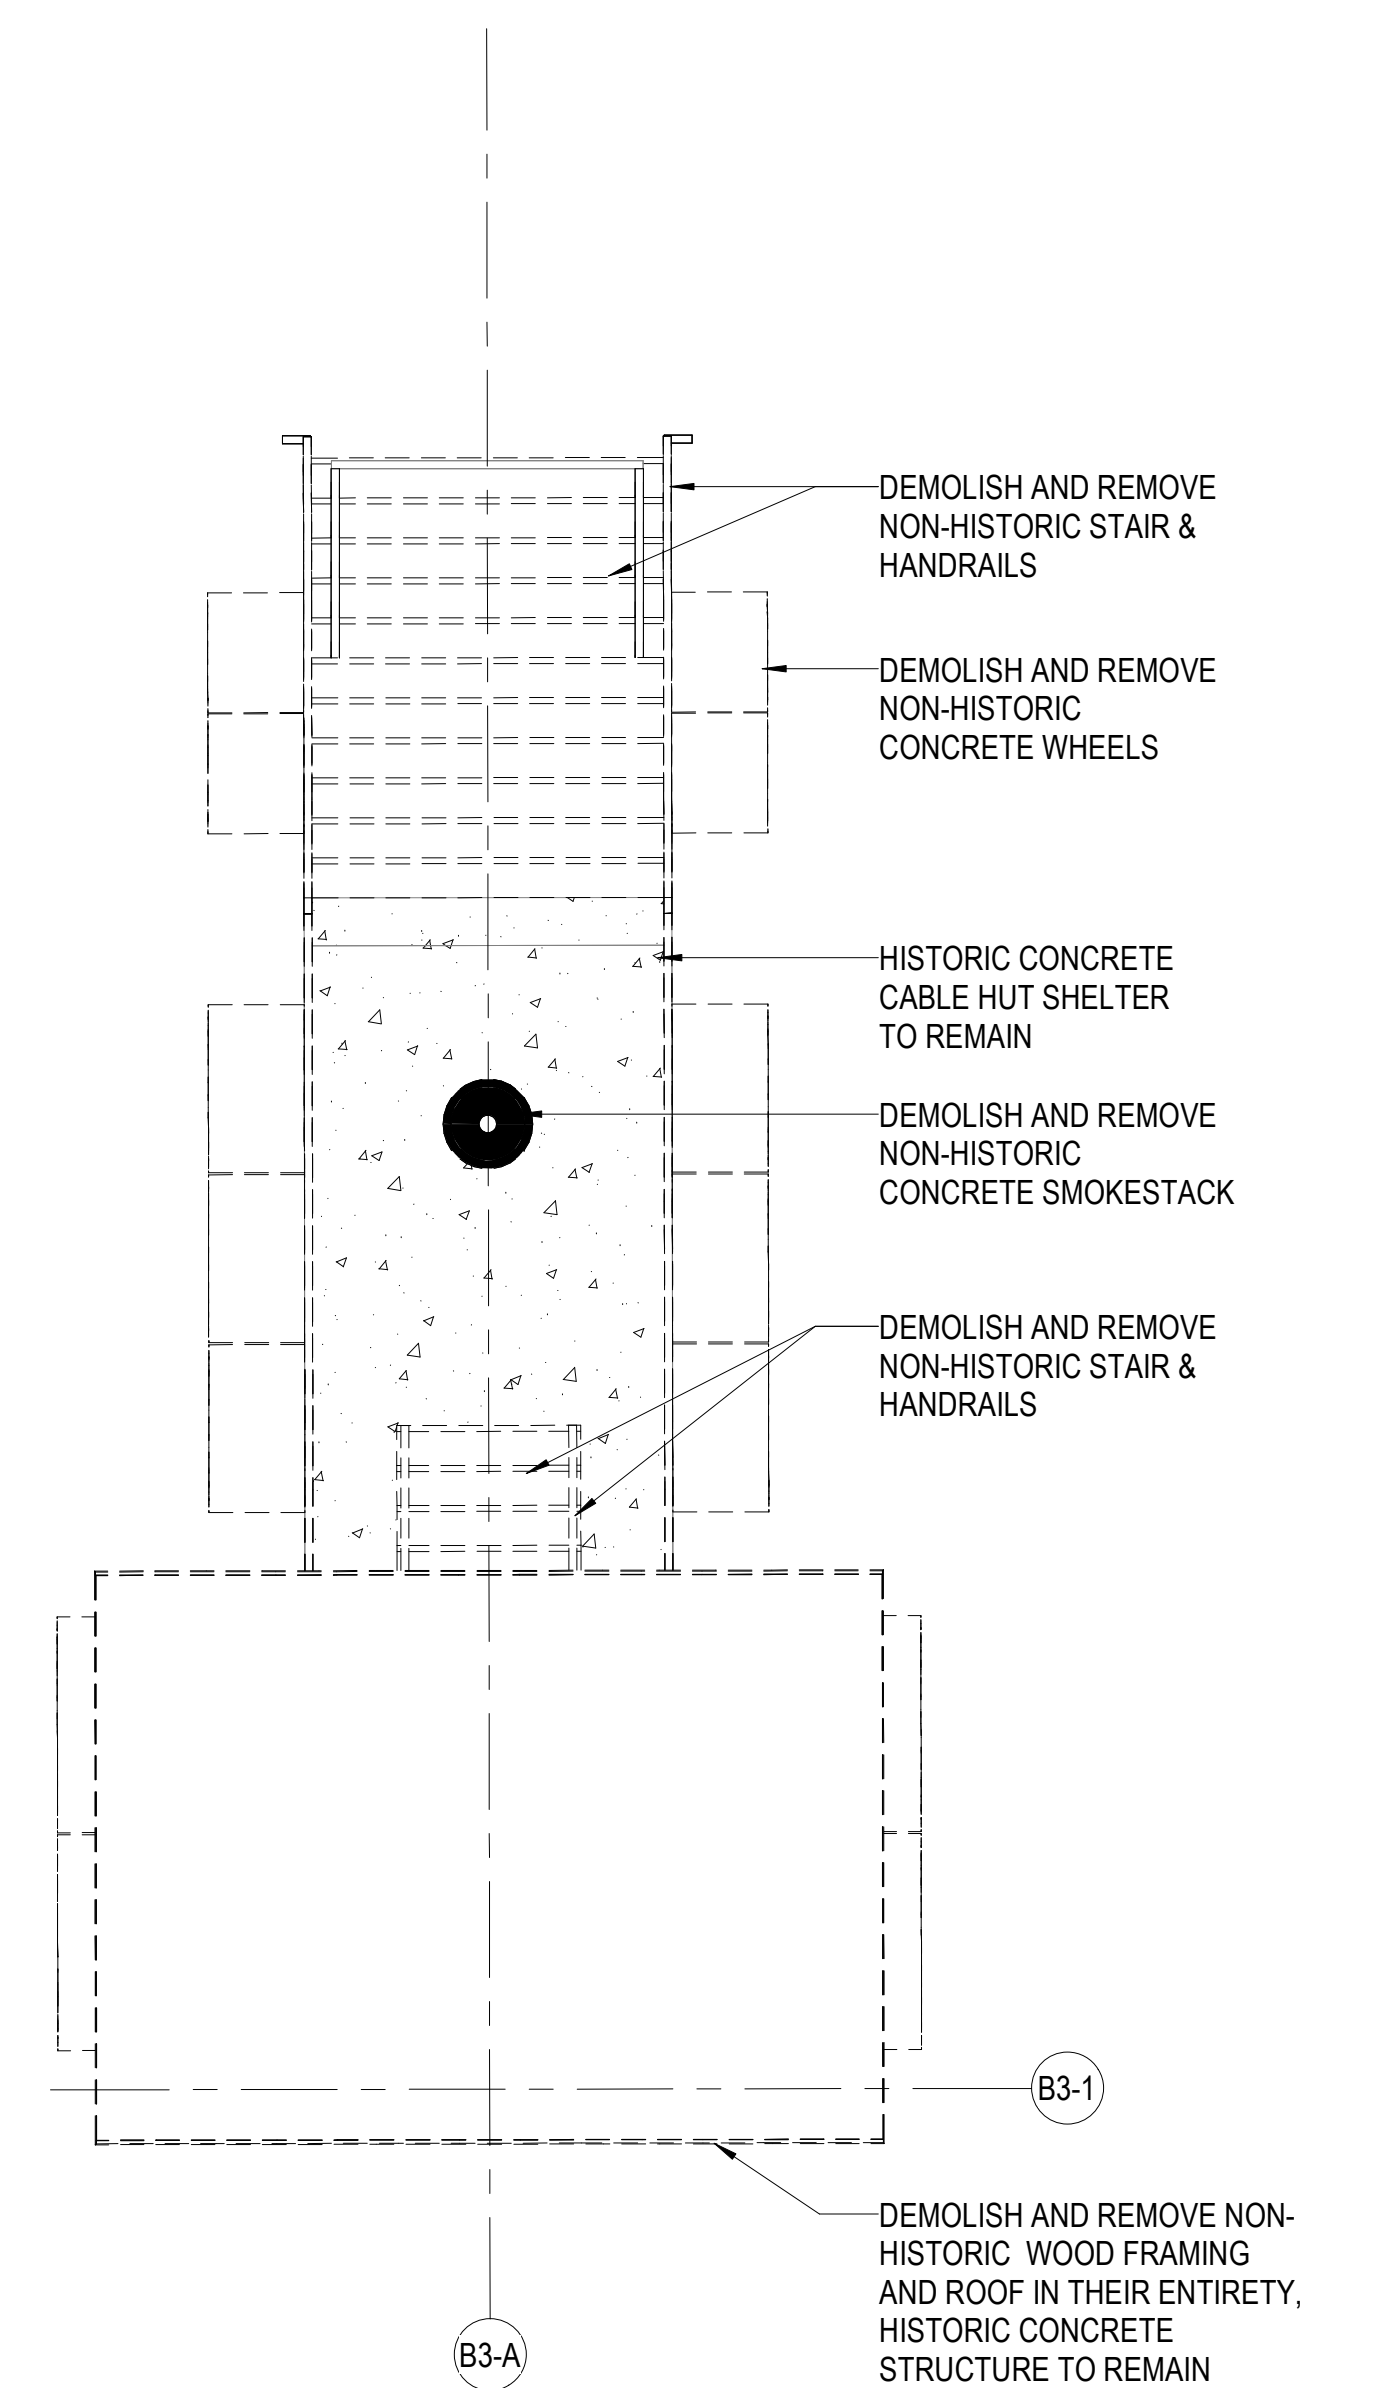 DEMOLISH AND REMOVE
NON-HISTORIC STAIR &
HANDRAILS
DEMOLISH AND REMOVE
NON-HISTORIC
CONCRETE WHEELS
HISTORIC CONCRETE
CABLE HUT SHELTER
TO REMAIN
DEMOLISH AND REMOVE
NON-HISTORIC
CONCRETE SMOKESTACK
DEMOLISH AND REMOVE
NON-HISTORIC STAIR &
HANDRAILS
B3-1
DEMOLISH AND REMOVE NON-
HISTORIC WOOD FRAMING
AND ROOF IN THEIR ENTIRETY,
HISTORIC CONCRETE
STRUCTURE TO REMAIN
B3-A